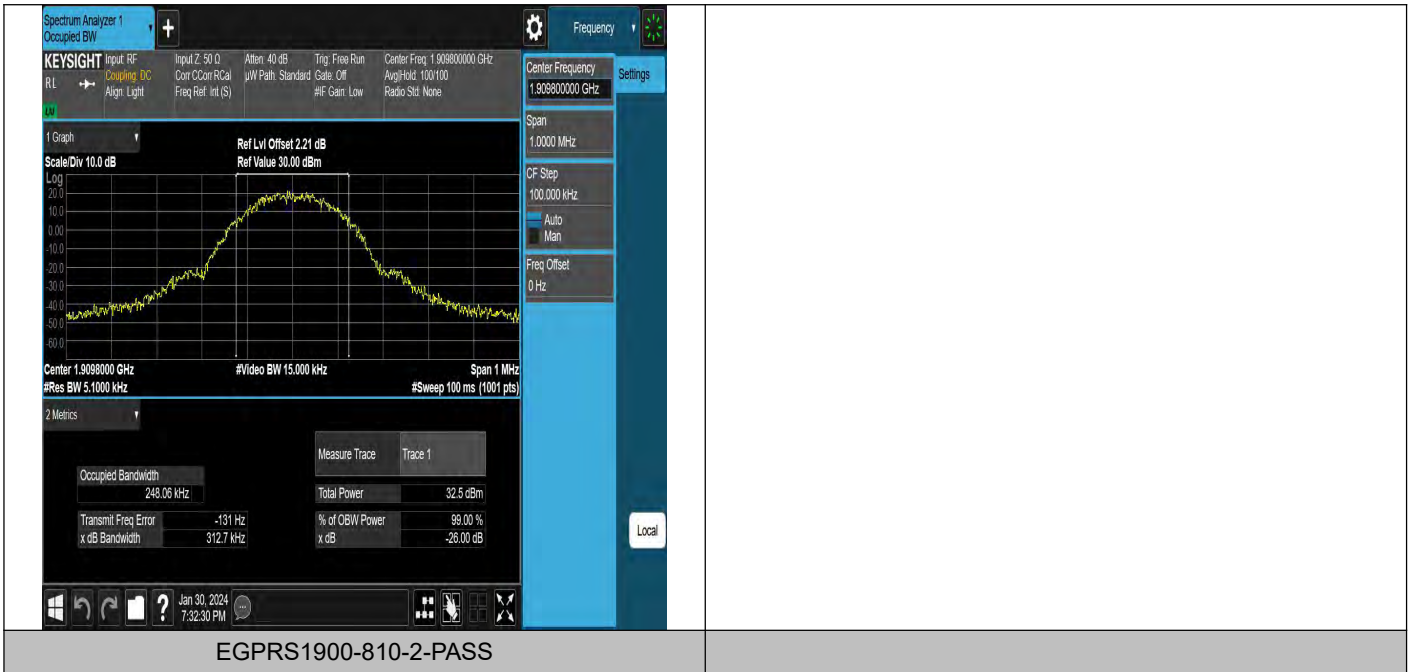 Spectrum Analyzer 1
Occupied BW
Frequency
KEYSIGHT
RL
Input: RF
Coupling: DC
Align: Light
Input Z: 50 Ω
Corr CCorr RCal
Freq Ref: Int (S)
Atten: 40 dB
µW Path: Standard
Trig: Free Run
Gate: Off
#IF Gain: Low
Center Freq: 1.909800000 GHz
Avg|Hold: 100/100
Radio Std: None
Center Frequency
1.909800000 GHz
Settings
Span
1.0000 MHz
CF Step
100.000 kHz
Auto
Man
Freq Offset
0 Hz
Local
1 Graph
Scale/Div 10.0 dB
Ref Lvl Offset 2.21 dB
Ref Value 30.00 dBm
Log
20.0
10.0
0.00
-10.0
-20.0
-30.0
-40.0
-50.0
-60.0
Center 1.9098000 GHz
#Video BW 15.000 kHz
Span 1 MHz
#Res BW 5.1000 kHz
#Sweep 100 ms (1001 pts)
2 Metrics
Measure Trace Trace 1
Occupied Bandwidth
248.06 kHz
Total Power 32.5 dBm
Transmit Freq Error -131 Hz
% of OBW Power 99.00 %
x dB Bandwidth 312.7 kHz
x dB -26.00 dB
?
Jan 30, 2024
7:32:30 PM
EGPRS1900-810-2-PASS